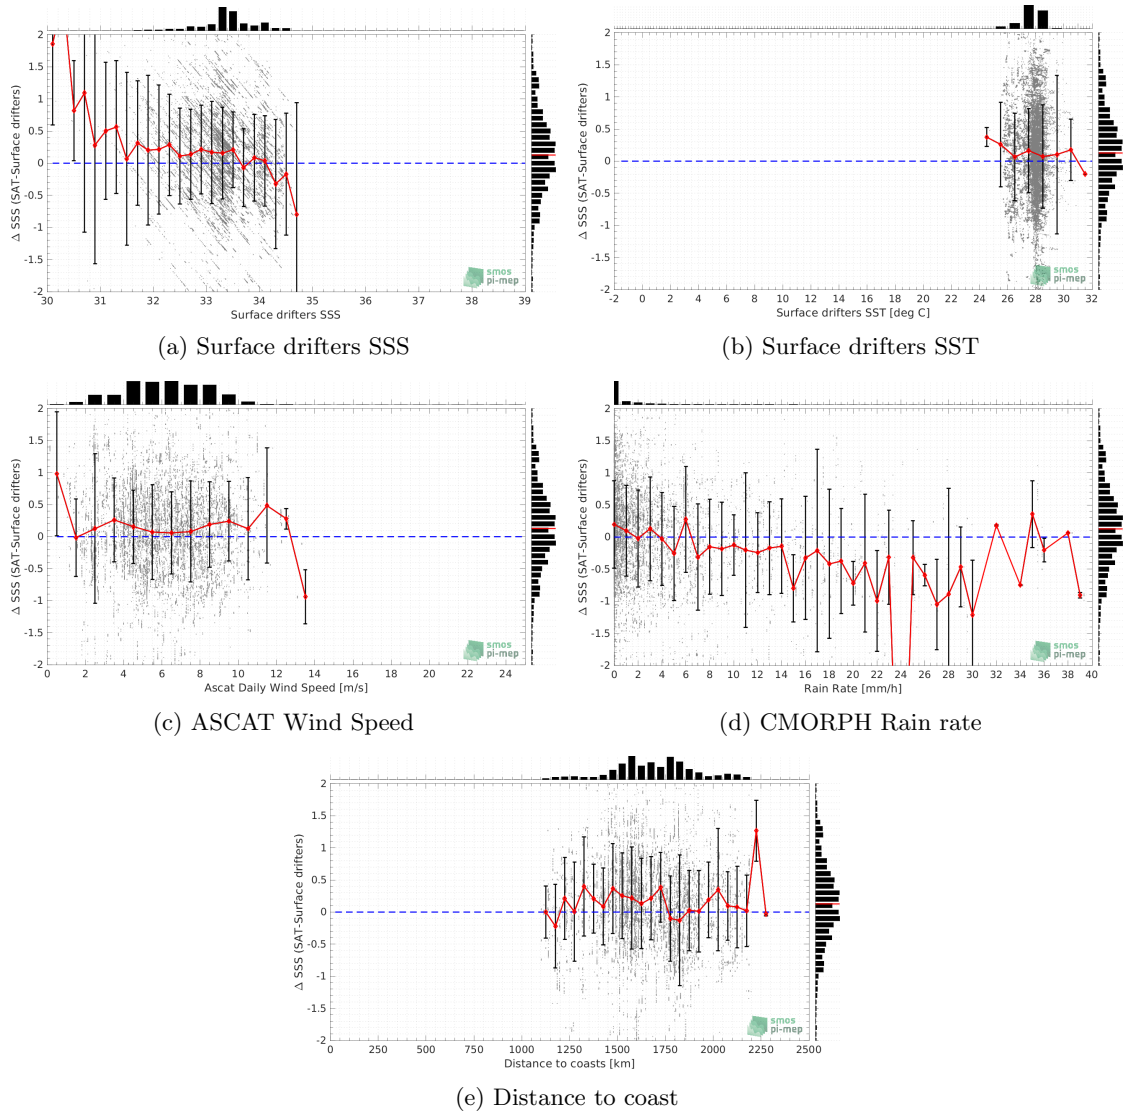 2
1.5
1
0.5
0
-0.5
-1
-1.5
-2
Δ SSS (SAT-Surface drifters)
30 31 32 33 34 35 36 37 38 39
Surface drifters SSS
smos
pi-mep
(a) Surface drifters SSS
2
1.5
1
0.5
0
-0.5
-1
-1.5
-2
Δ SSS (SAT-Surface drifters)
-2 0 2 4 6 8 10 12 14 16 18 20 22 24 26 28 30 32
Surface drifters SST [deg C]
smos
pi-mep
(b) Surface drifters SST
2
1.5
1
0.5
0
-0.5
-1
-1.5
-2
Δ SSS (SAT-Surface drifters)
0 2 4 6 8 10 12 14 16 18 20 22 24
Ascat Daily Wind Speed [m/s]
smos
pi-mep
(c) ASCAT Wind Speed
2
1.5
1
0.5
0
-0.5
-1
-1.5
-2
Δ SSS (SAT-Surface drifters)
0 2 4 6 8 10 12 14 16 18 20 22 24 26 28 30 32 34 36 38 40
Rain Rate [mm/h]
smos
pi-mep
(d) CMORPH Rain rate
2
1.5
1
0.5
0
-0.5
-1
-1.5
-2
Δ SSS (SAT-Surface drifters)
0 250 500 750 1000 1250 1500 1750 2000 2250 2500
Distance to coasts [km]
smos
pi-mep
(e) Distance to coast